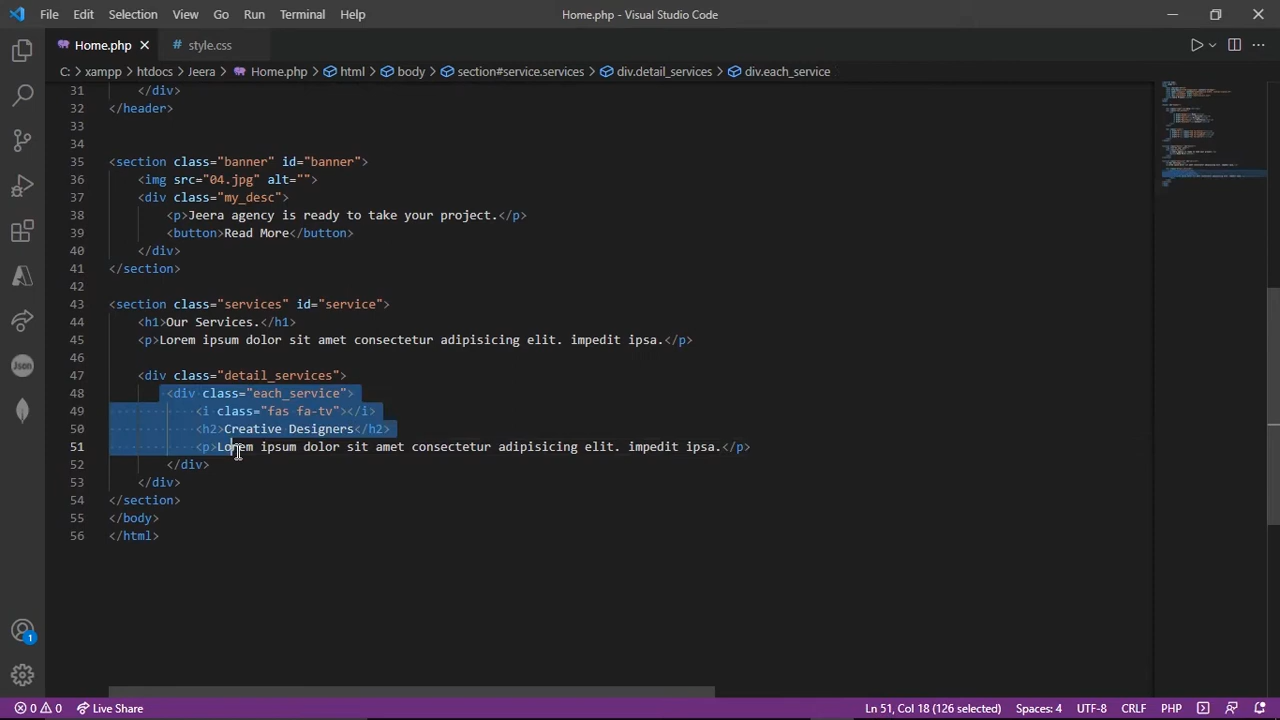 File Edit Selection View Go Run Terminal Help Home.php - Visual Studio Code
Home.php style.css
C: > xampp > htdocs > Jeera > Home.php > html > body > section#service.services > div.detail_services > div.each_service
31 </div>
32 </header>
33
34
35 <section class="banner" id="banner">
36 <img src="04.jpg" alt="">
37 <div class="my_desc">
38 <p>Jeera agency is ready to take your project.</p>
39 <button>Read More</button>
40 </div>
41 </section>
42
43 <section class="services" id="service">
44 <h1>Our Services.</h1>
45 <p>Lorem ipsum dolor sit amet consectetur adipisicing elit. impedit ipsa.</p>
46
47 <div class="detail_services">
48 <div class="each_service">
49 <i class="fas fa-tv"></i>
50 <h2>Creative Designers</h2>
51 <p>Lorem ipsum dolor sit amet consectetur adipisicing elit. impedit ipsa.</p>
52 </div>
53 </div>
54 </section>
55 </body>
56 </html>
Json
1
0 0 Live Share Ln 51, Col 18 (126 selected) Spaces: 4 UTF-8 CRLF PHP